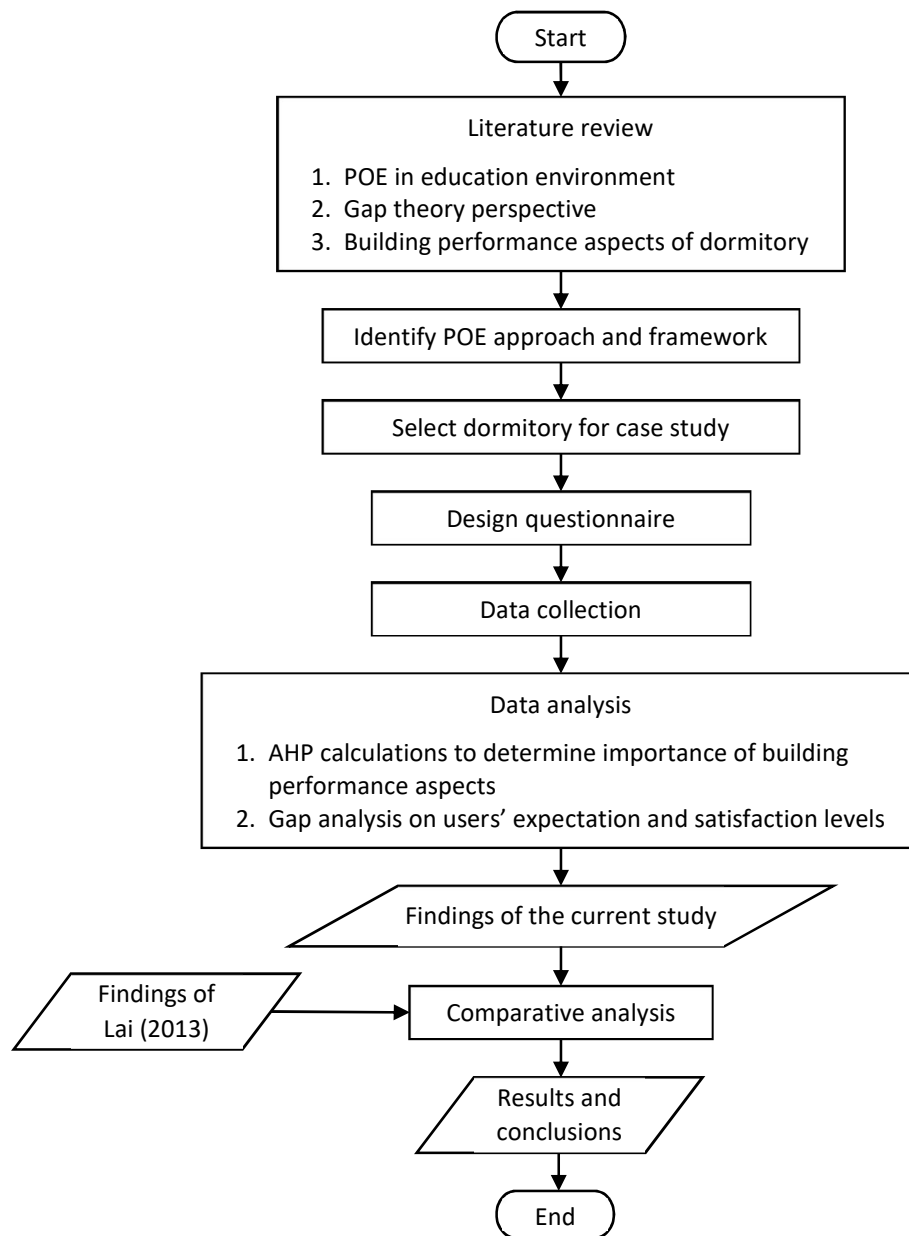 Start
Literature review
1. POE in education environment
2. Gap theory perspective
3. Building performance aspects of dormitory
Identify POE approach and framework
Select dormitory for case study
Design questionnaire
Data collection
Data analysis
1. AHP calculations to determine importance of building
performance aspects
2. Gap analysis on users’ expectation and satisfaction levels
Findings of the current study
Findings of
Lai (2013)
Comparative analysis
Results and
conclusions
End